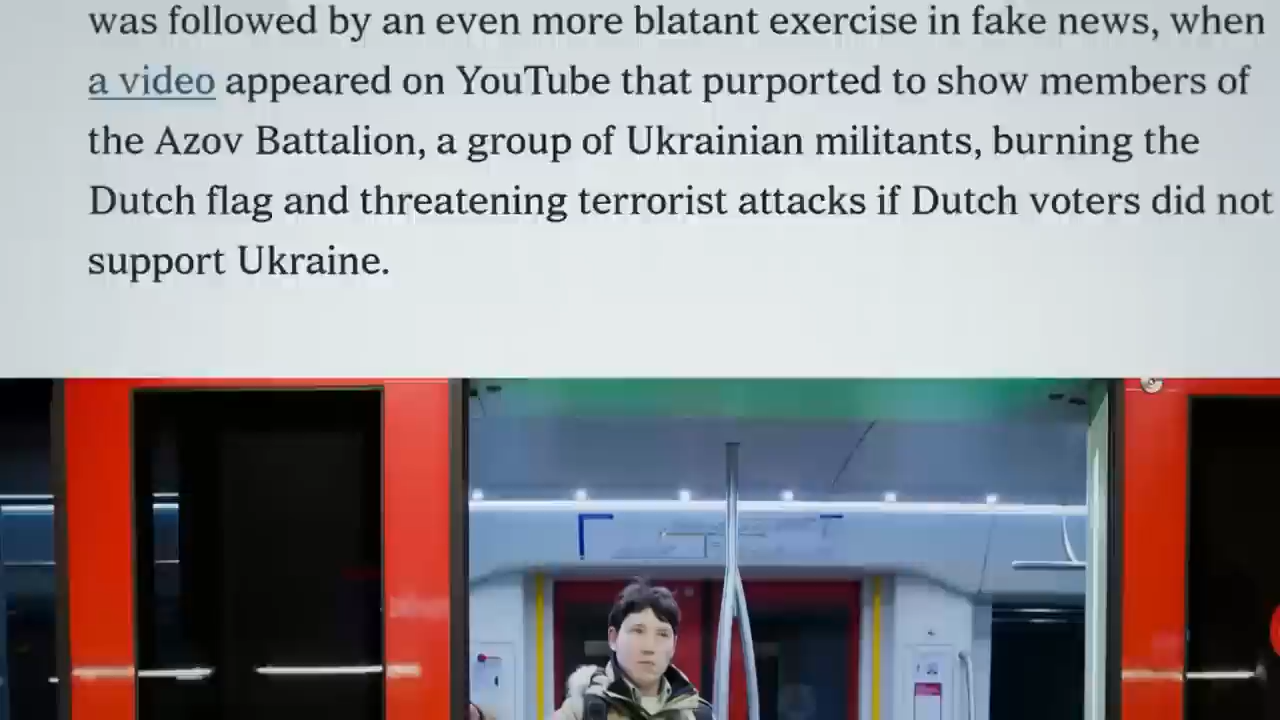 was followed by an even more blatant exercise in fake news, when
a video appeared on YouTube that purported to show members of
the Azov Battalion, a group of Ukrainian militants, burning the
Dutch flag and threatening terrorist attacks if Dutch voters did not
support Ukraine.